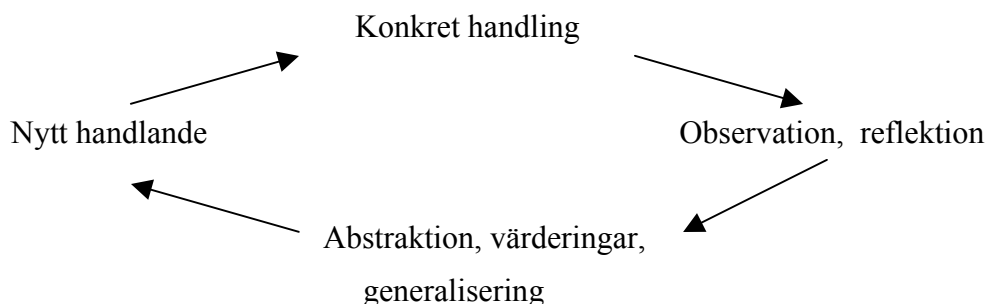 Konkret handling
Nytt handlande
Observation, reflektion
Abstraktion, värderingar,
generalisering